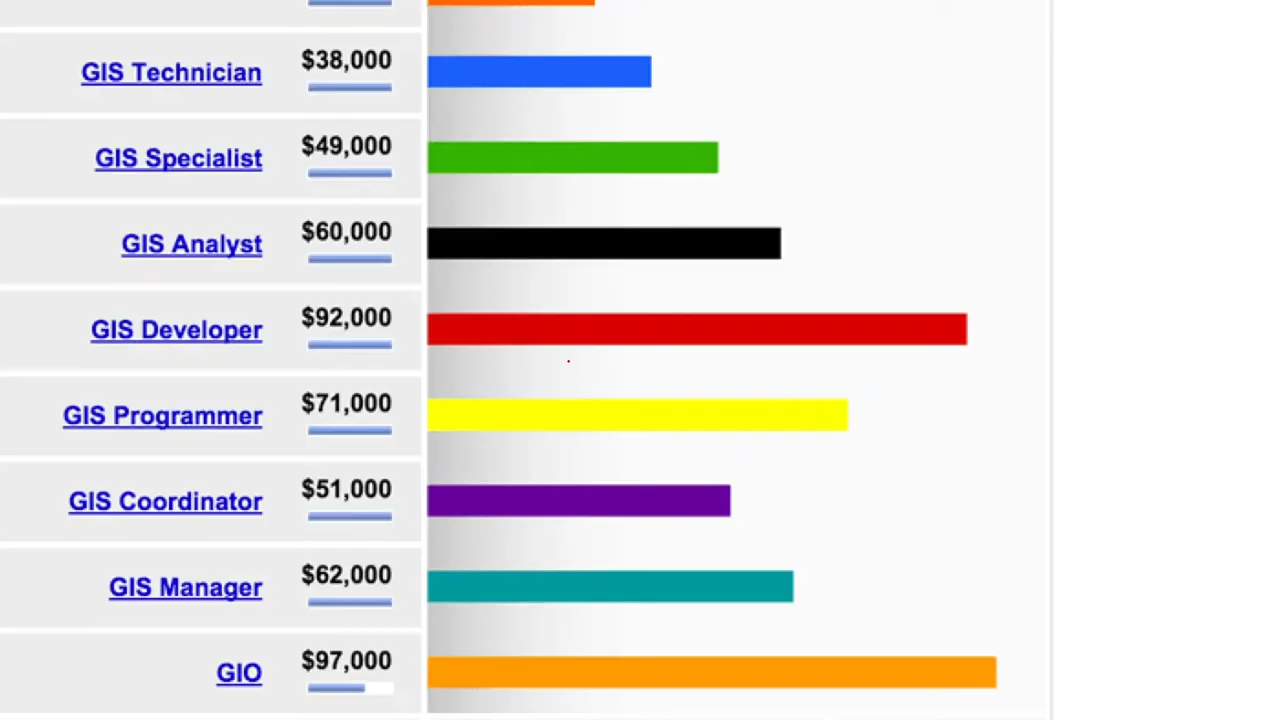 GIS Technician $38,000
GIS Specialist $49,000
GIS Analyst $60,000
GIS Developer $92,000
GIS Programmer $71,000
GIS Coordinator $51,000
GIS Manager $62,000
GIO $97,000